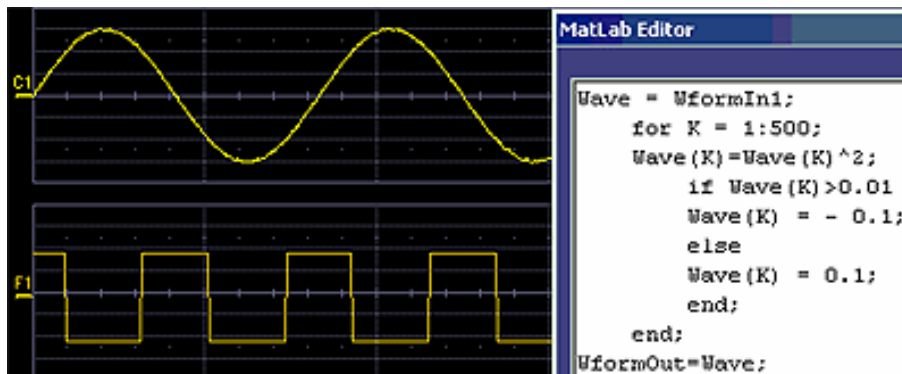 C1
F1
MatLab Editor
Wave = WformIn1;
for K = 1:500;
Wave(K)=Wave(K)^2;
if Wave(K)>0.01
Wave(K) = - 0.1;
else
Wave(K) = 0.1;
end;
end;
WformOut=Wave;